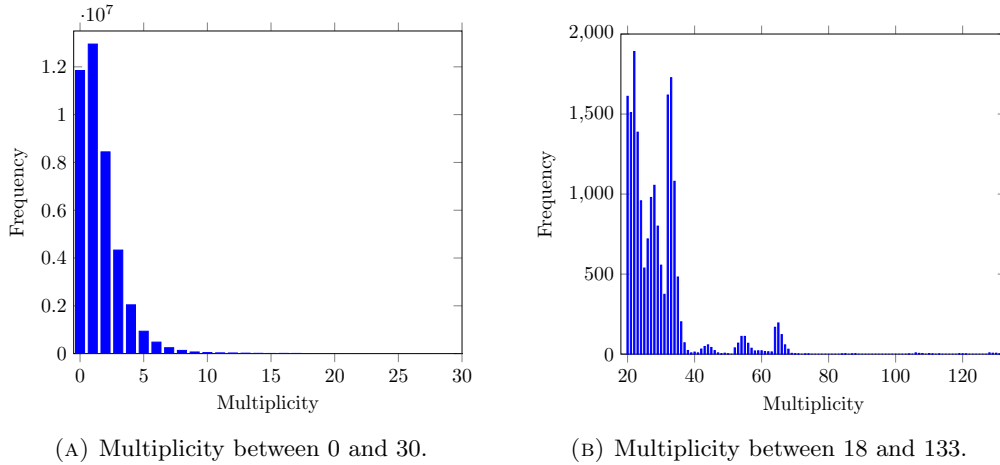 ·10⁷
1.2
1
0.8
0.6
0.4
0.2
0
0 5 10 15 20 25 30
Frequency
Multiplicity
(A) Multiplicity between 0 and 30.
2,000
1,500
1,000
500
0
20 40 60 80 100 120
Frequency
Multiplicity
(B) Multiplicity between 18 and 133.